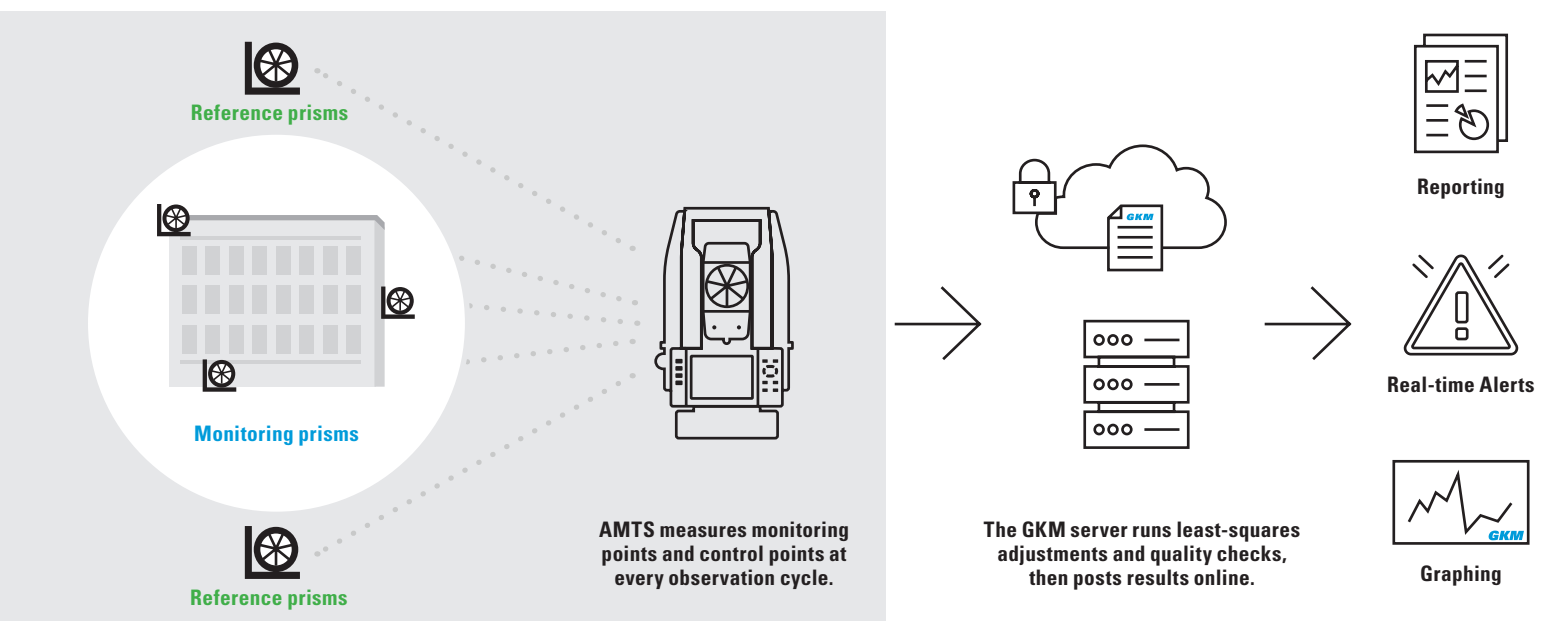 Reference prisms
Monitoring prisms
Reference prisms
AMTS measures monitoring
points and control points at
every observation cycle.
GKM
The GKM server runs least-squares
adjustments and quality checks,
then posts results online.
Reporting
Real-time Alerts
GKM
Graphing